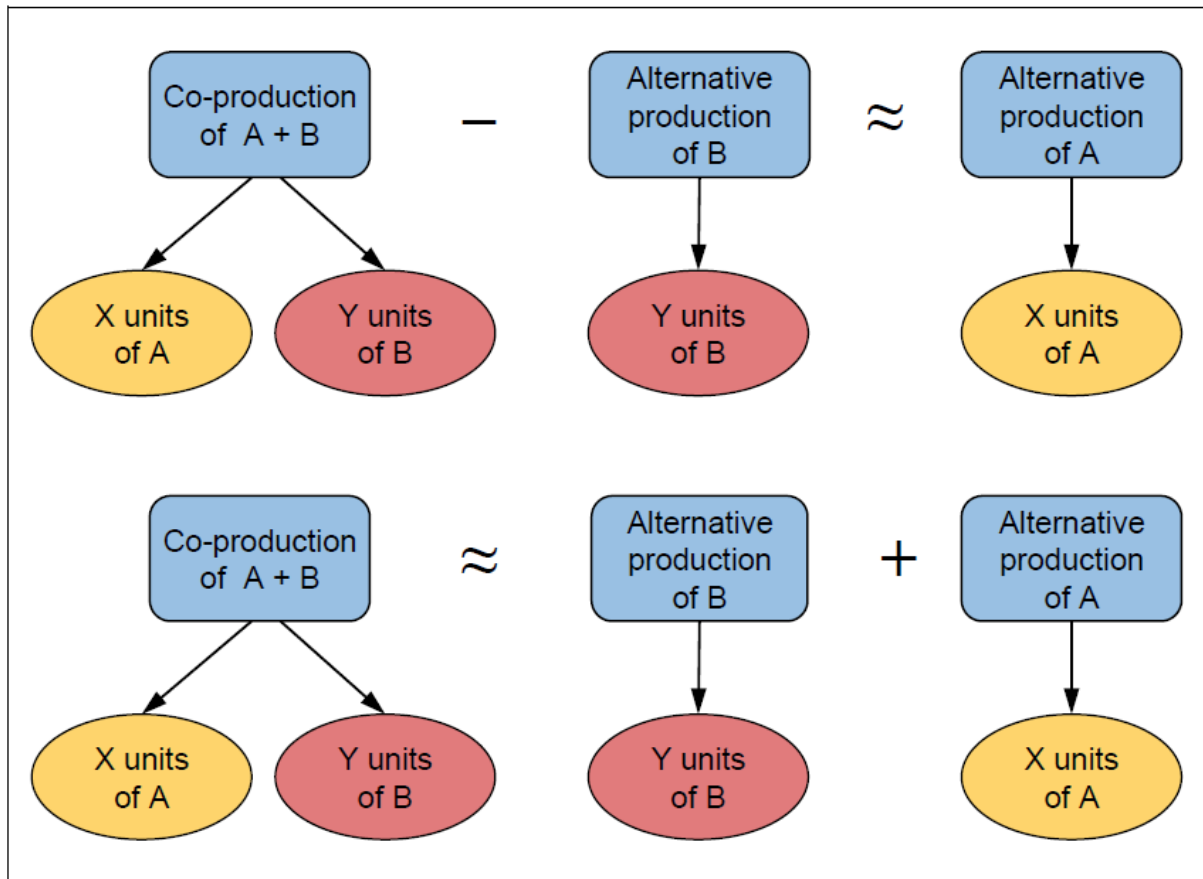 Co-production
of A + B
−
Alternative
production
of B
≈
Alternative
production
of A
X units
of A
Y units
of B
Y units
of B
X units
of A
Co-production
of A + B
≈
Alternative
production
of B
+
Alternative
production
of A
X units
of A
Y units
of B
Y units
of B
X units
of A